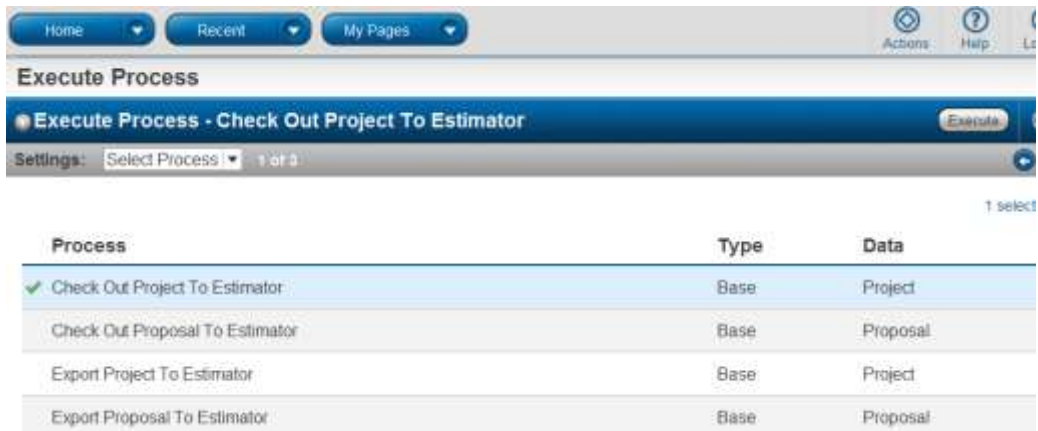 Home Recent My Pages
Actions Help
Execute Process
Execute Process - Check Out Project To Estimator Execute
Settings: Select Process 1 of 3
1 select
Process Type Data
Check Out Project To Estimator Base Project
Check Out Proposal To Estimator Base Proposal
Export Project To Estimator Base Project
Export Proposal To Estimator Base Proposal